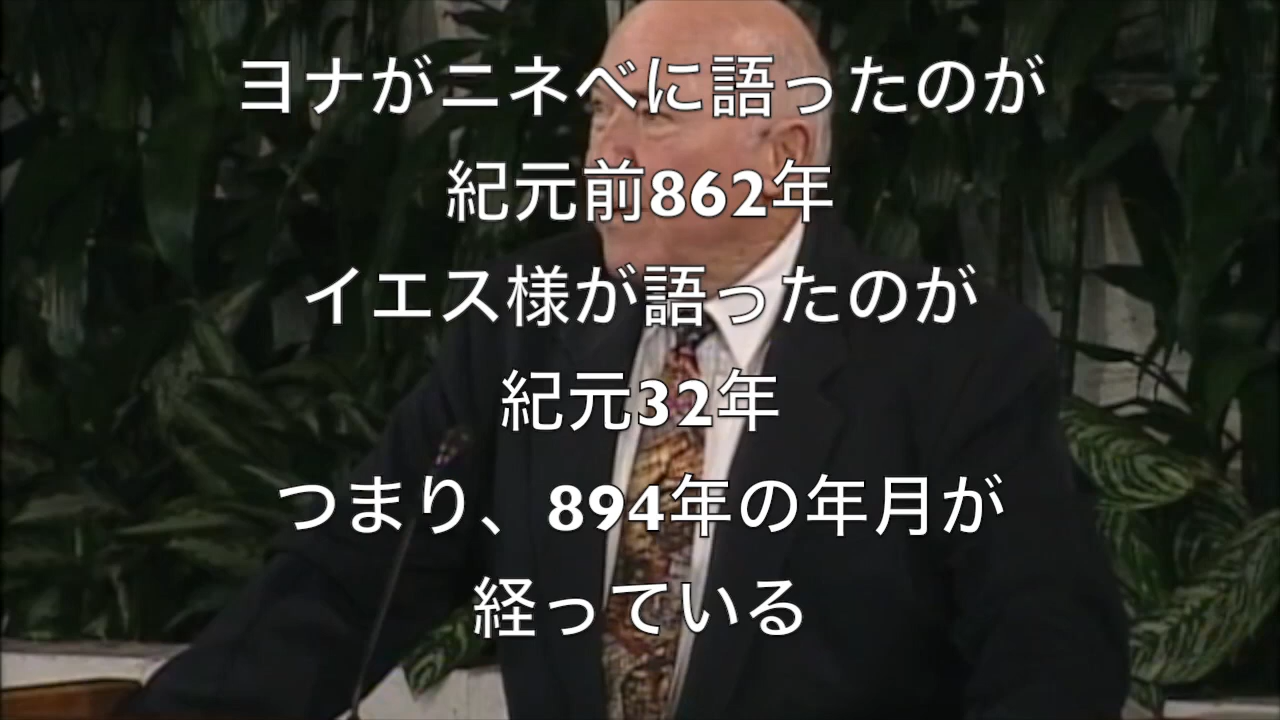 ヨナがニネベに語ったのが
紀元前862年
イエス様が語ったのが
紀元32年
つまり、894年の年月が
経っている